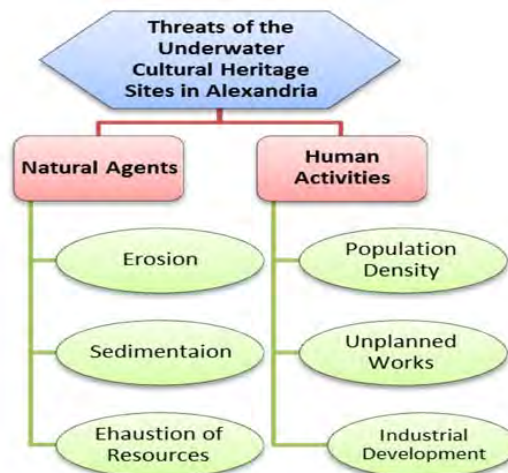 Threats of the
Underwater
Cultural Heritage
Sites in Alexandria
Natural Agents
Human
Activities
Erosion
Population
Density
Sedimentaion
Unplanned
Works
Ehaustion of
Resources
Industrial
Development